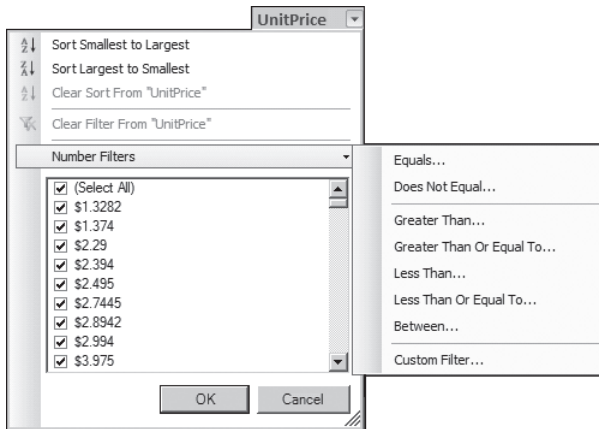 UnitPrice
Sort Smallest to Largest
Sort Largest to Smallest
Clear Sort From "UnitPrice"
Clear Filter From "UnitPrice"
Number Filters
(Select All)
$1.3282
$1.374
$2.29
$2.394
$2.495
$2.7445
$2.8942
$2.994
$3.975
OK
Cancel
Equals...
Does Not Equal...
Greater Than...
Greater Than Or Equal To...
Less Than...
Less Than Or Equal To...
Between...
Custom Filter...